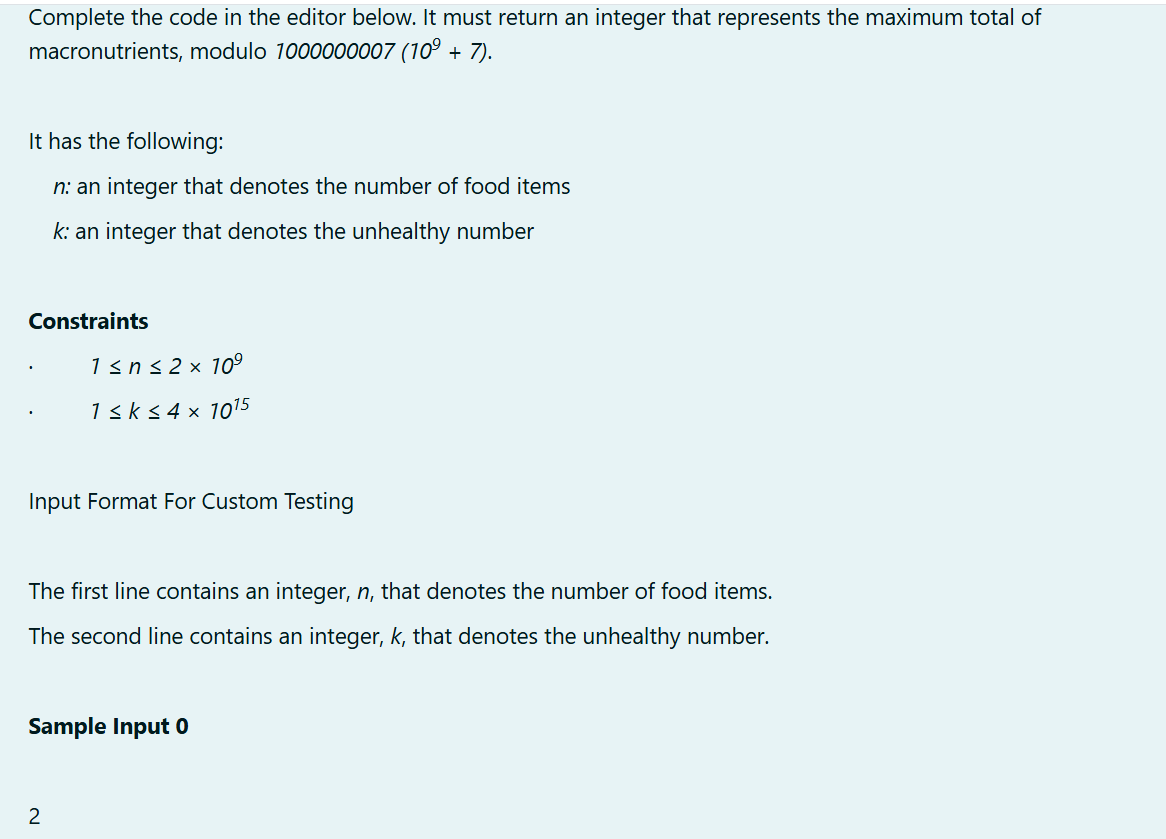 Complete the code in the editor below. It must return an integer that represents the maximum total of
macronutrients, modulo 1000000007 (10⁹ + 7).
It has the following:
n: an integer that denotes the number of food items
k: an integer that denotes the unhealthy number
Constraints
· 1 ≤ n ≤ 2 × 10⁹
· 1 ≤ k ≤ 4 × 10¹⁵
Input Format For Custom Testing
The first line contains an integer, n, that denotes the number of food items.
The second line contains an integer, k, that denotes the unhealthy number.
Sample Input 0
2